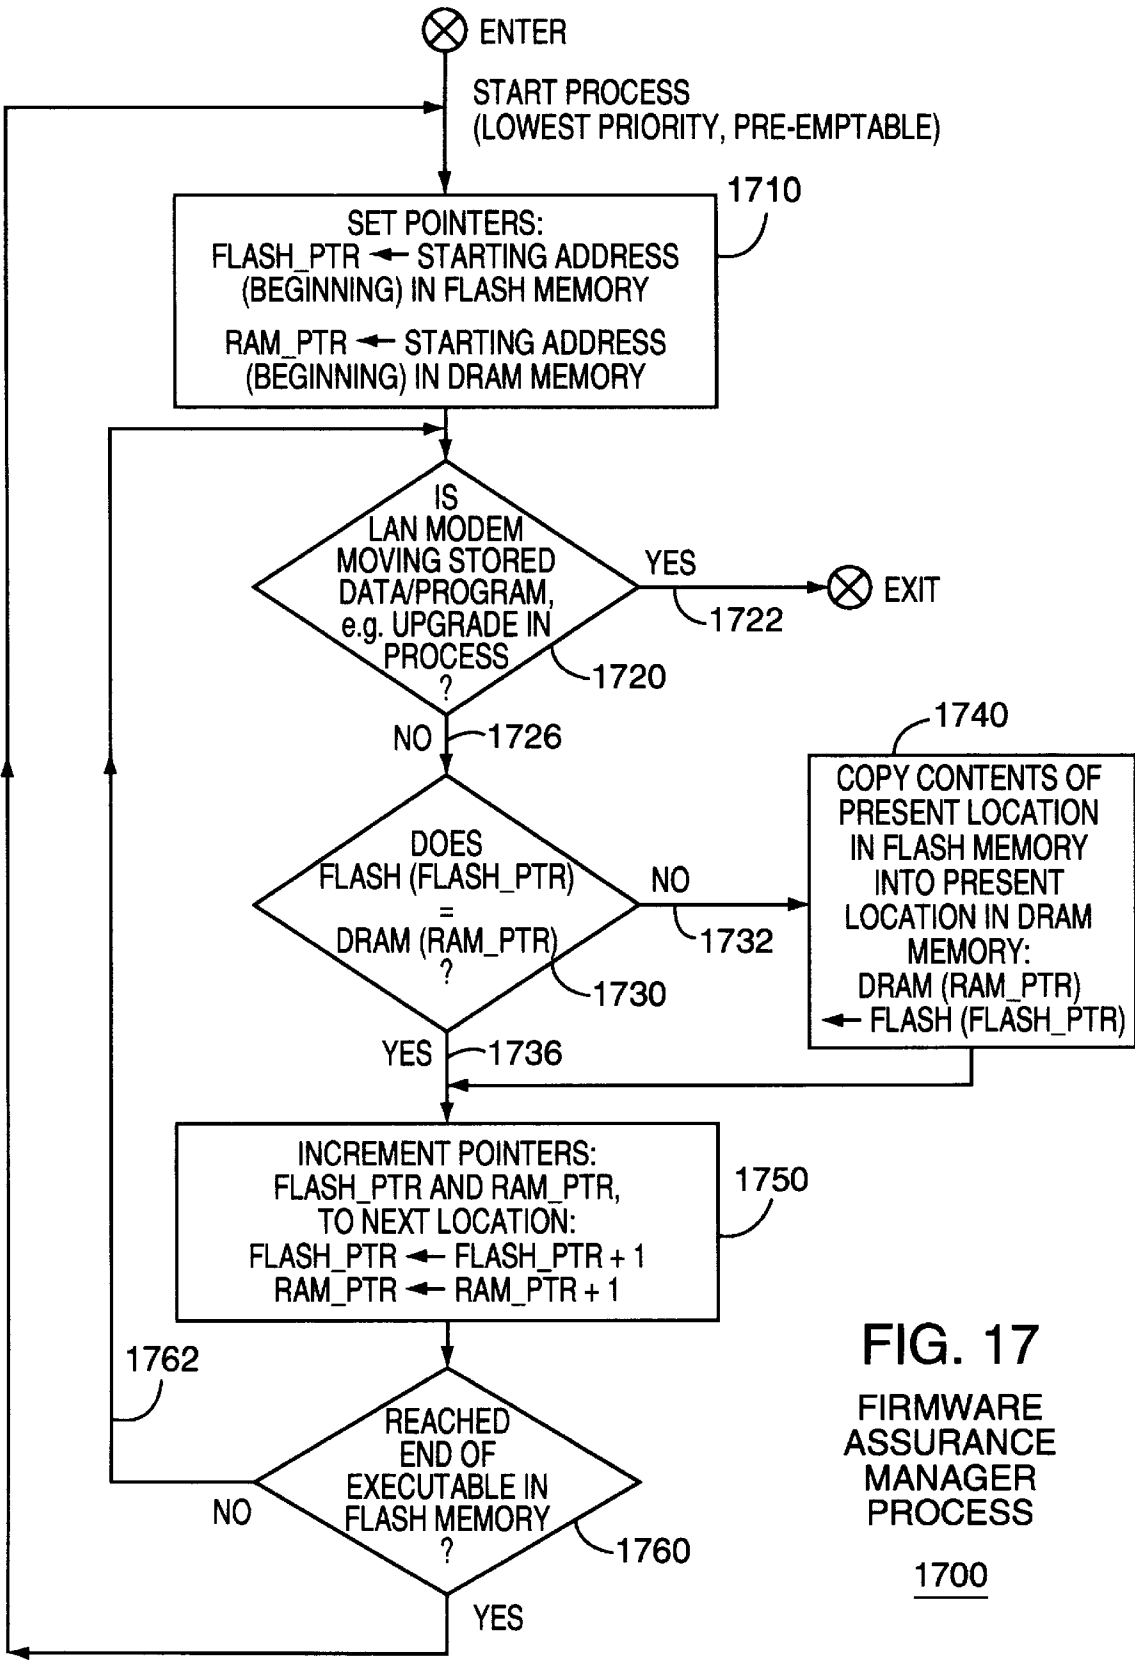 ENTER
START PROCESS
(LOWEST PRIORITY, PRE-EMPTABLE)
1710
SET POINTERS:
FLASH_PTR ← STARTING ADDRESS
(BEGINNING) IN FLASH MEMORY
RAM_PTR ← STARTING ADDRESS
(BEGINNING) IN DRAM MEMORY
IS
LAN MODEM
MOVING STORED
DATA/PROGRAM,
e.g. UPGRADE IN
PROCESS
?
YES
EXIT
1722
1720
NO
1726
1740
COPY CONTENTS OF
PRESENT LOCATION
IN FLASH MEMORY
INTO PRESENT
LOCATION IN DRAM
MEMORY:
DRAM (RAM_PTR)
← FLASH (FLASH_PTR)
DOES
FLASH (FLASH_PTR)
=
DRAM (RAM_PTR)
?
NO
1732
1730
YES
1736
INCREMENT POINTERS:
FLASH_PTR AND RAM_PTR,
TO NEXT LOCATION:
FLASH_PTR ← FLASH_PTR + 1
RAM_PTR ← RAM_PTR + 1
1750
1762
REACHED
END OF
EXECUTABLE IN
FLASH MEMORY
?
NO
1760
YES
FIG. 17
FIRMWARE
ASSURANCE
MANAGER
PROCESS
1700